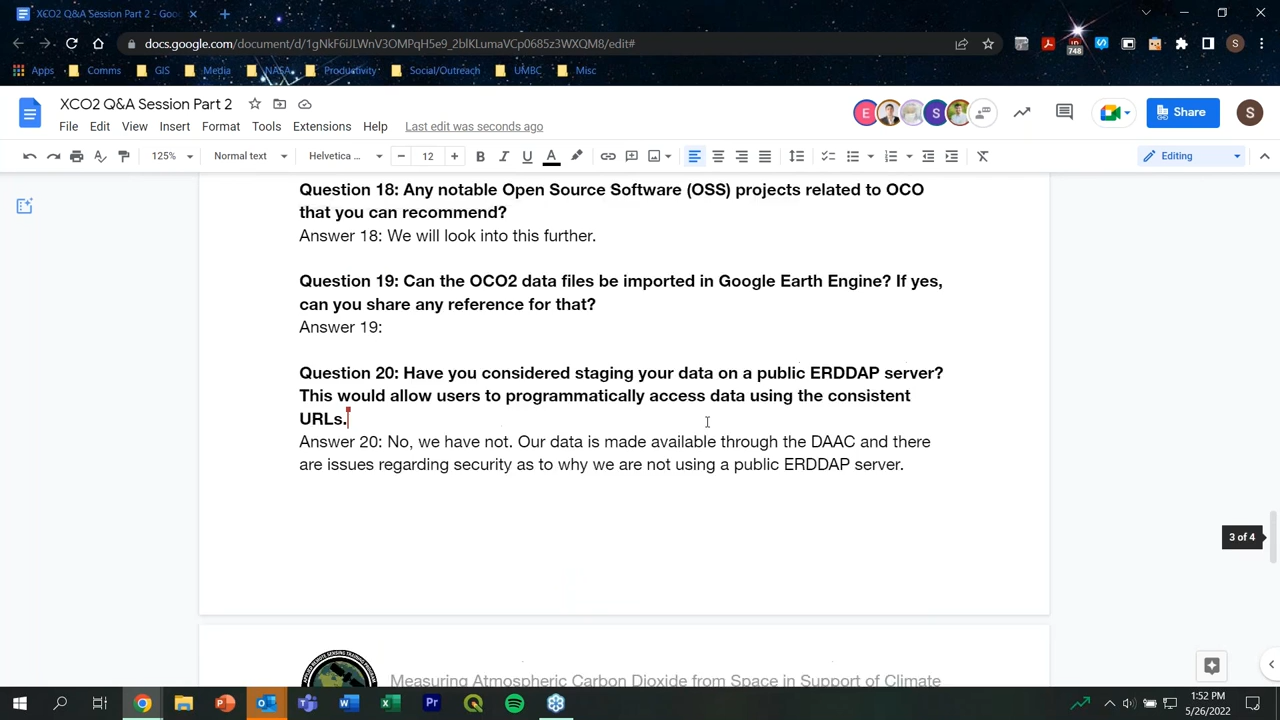 XCO2 Q&A Session Part 2 - Goo
docs.google.com/document/d/1gNkF6iJLWnV3OMPqH5e9_2blKLumaVCp0685z3WXQM8/edit#
748
S
Apps Comms GIS Media NASA Productivity Social/Outreach UMBC Misc
XCO2 Q&A Session Part 2
E S Share S
File Edit View Insert Format Tools Extensions Help Last edit was seconds ago
125% Normal text Helvetica ... 12 B I U A Editing
Question 18: Any notable Open Source Software (OSS) projects related to OCO
that you can recommend?
Answer 18: We will look into this further.
Question 19: Can the OCO2 data files be imported in Google Earth Engine? If yes,
can you share any reference for that?
Answer 19:
Question 20: Have you considered staging your data on a public ERDDAP server?
This would allow users to programmatically access data using the consistent
URLs.
Answer 20: No, we have not. Our data is made available through the DAAC and there
are issues regarding security as to why we are not using a public ERDDAP server.
3 of 4
Measuring Atmospheric Carbon Dioxide from Space in Support of Climate
1:52 PM
5/26/2022